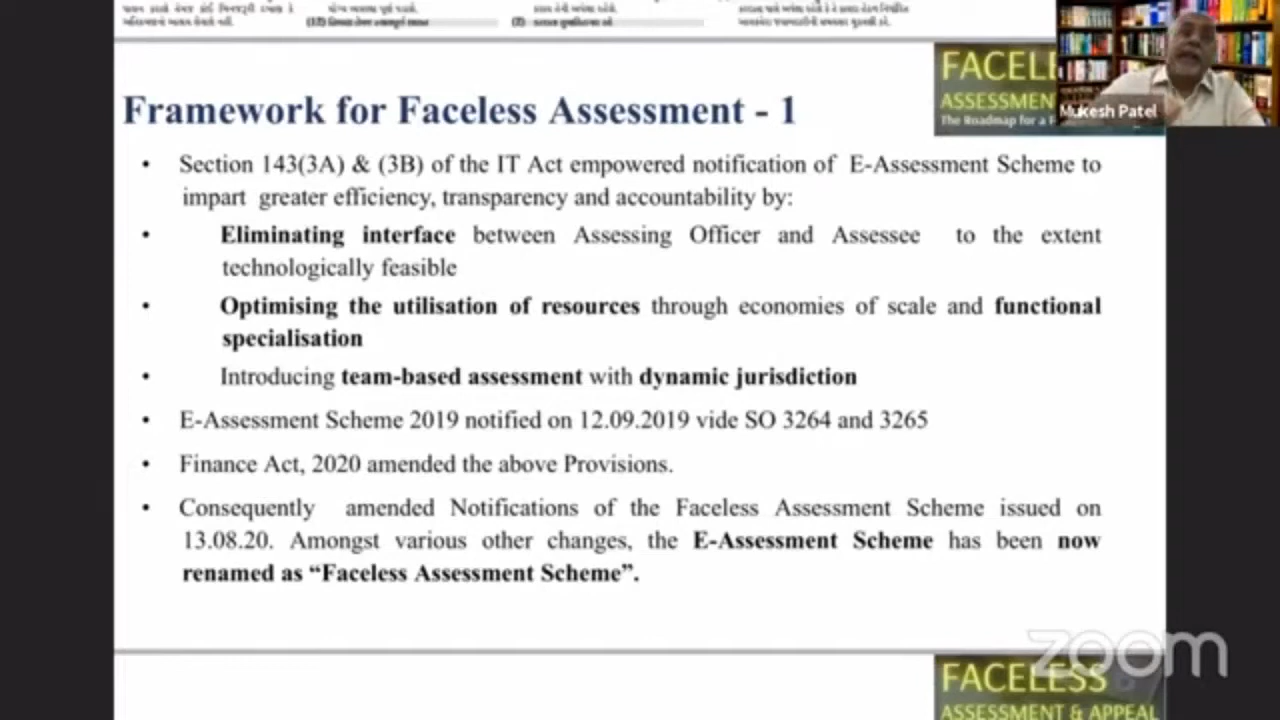 FACELE
ASSESSMEN
The Roadmap for a F
Mukesh Patel
Framework for Faceless Assessment - 1
• Section 143(3A) & (3B) of the IT Act empowered notification of E-Assessment Scheme to
impart greater efficiency, transparency and accountability by:
• Eliminating interface between Assessing Officer and Assessee to the extent
technologically feasible
• Optimising the utilisation of resources through economies of scale and functional
specialisation
• Introducing team-based assessment with dynamic jurisdiction
• E-Assessment Scheme 2019 notified on 12.09.2019 vide SO 3264 and 3265
• Finance Act, 2020 amended the above Provisions.
• Consequently amended Notifications of the Faceless Assessment Scheme issued on
13.08.20. Amongst various other changes, the E-Assessment Scheme has been now
renamed as “Faceless Assessment Scheme”.
zoom
FACELESS
ASSESSMENT & APPEAL